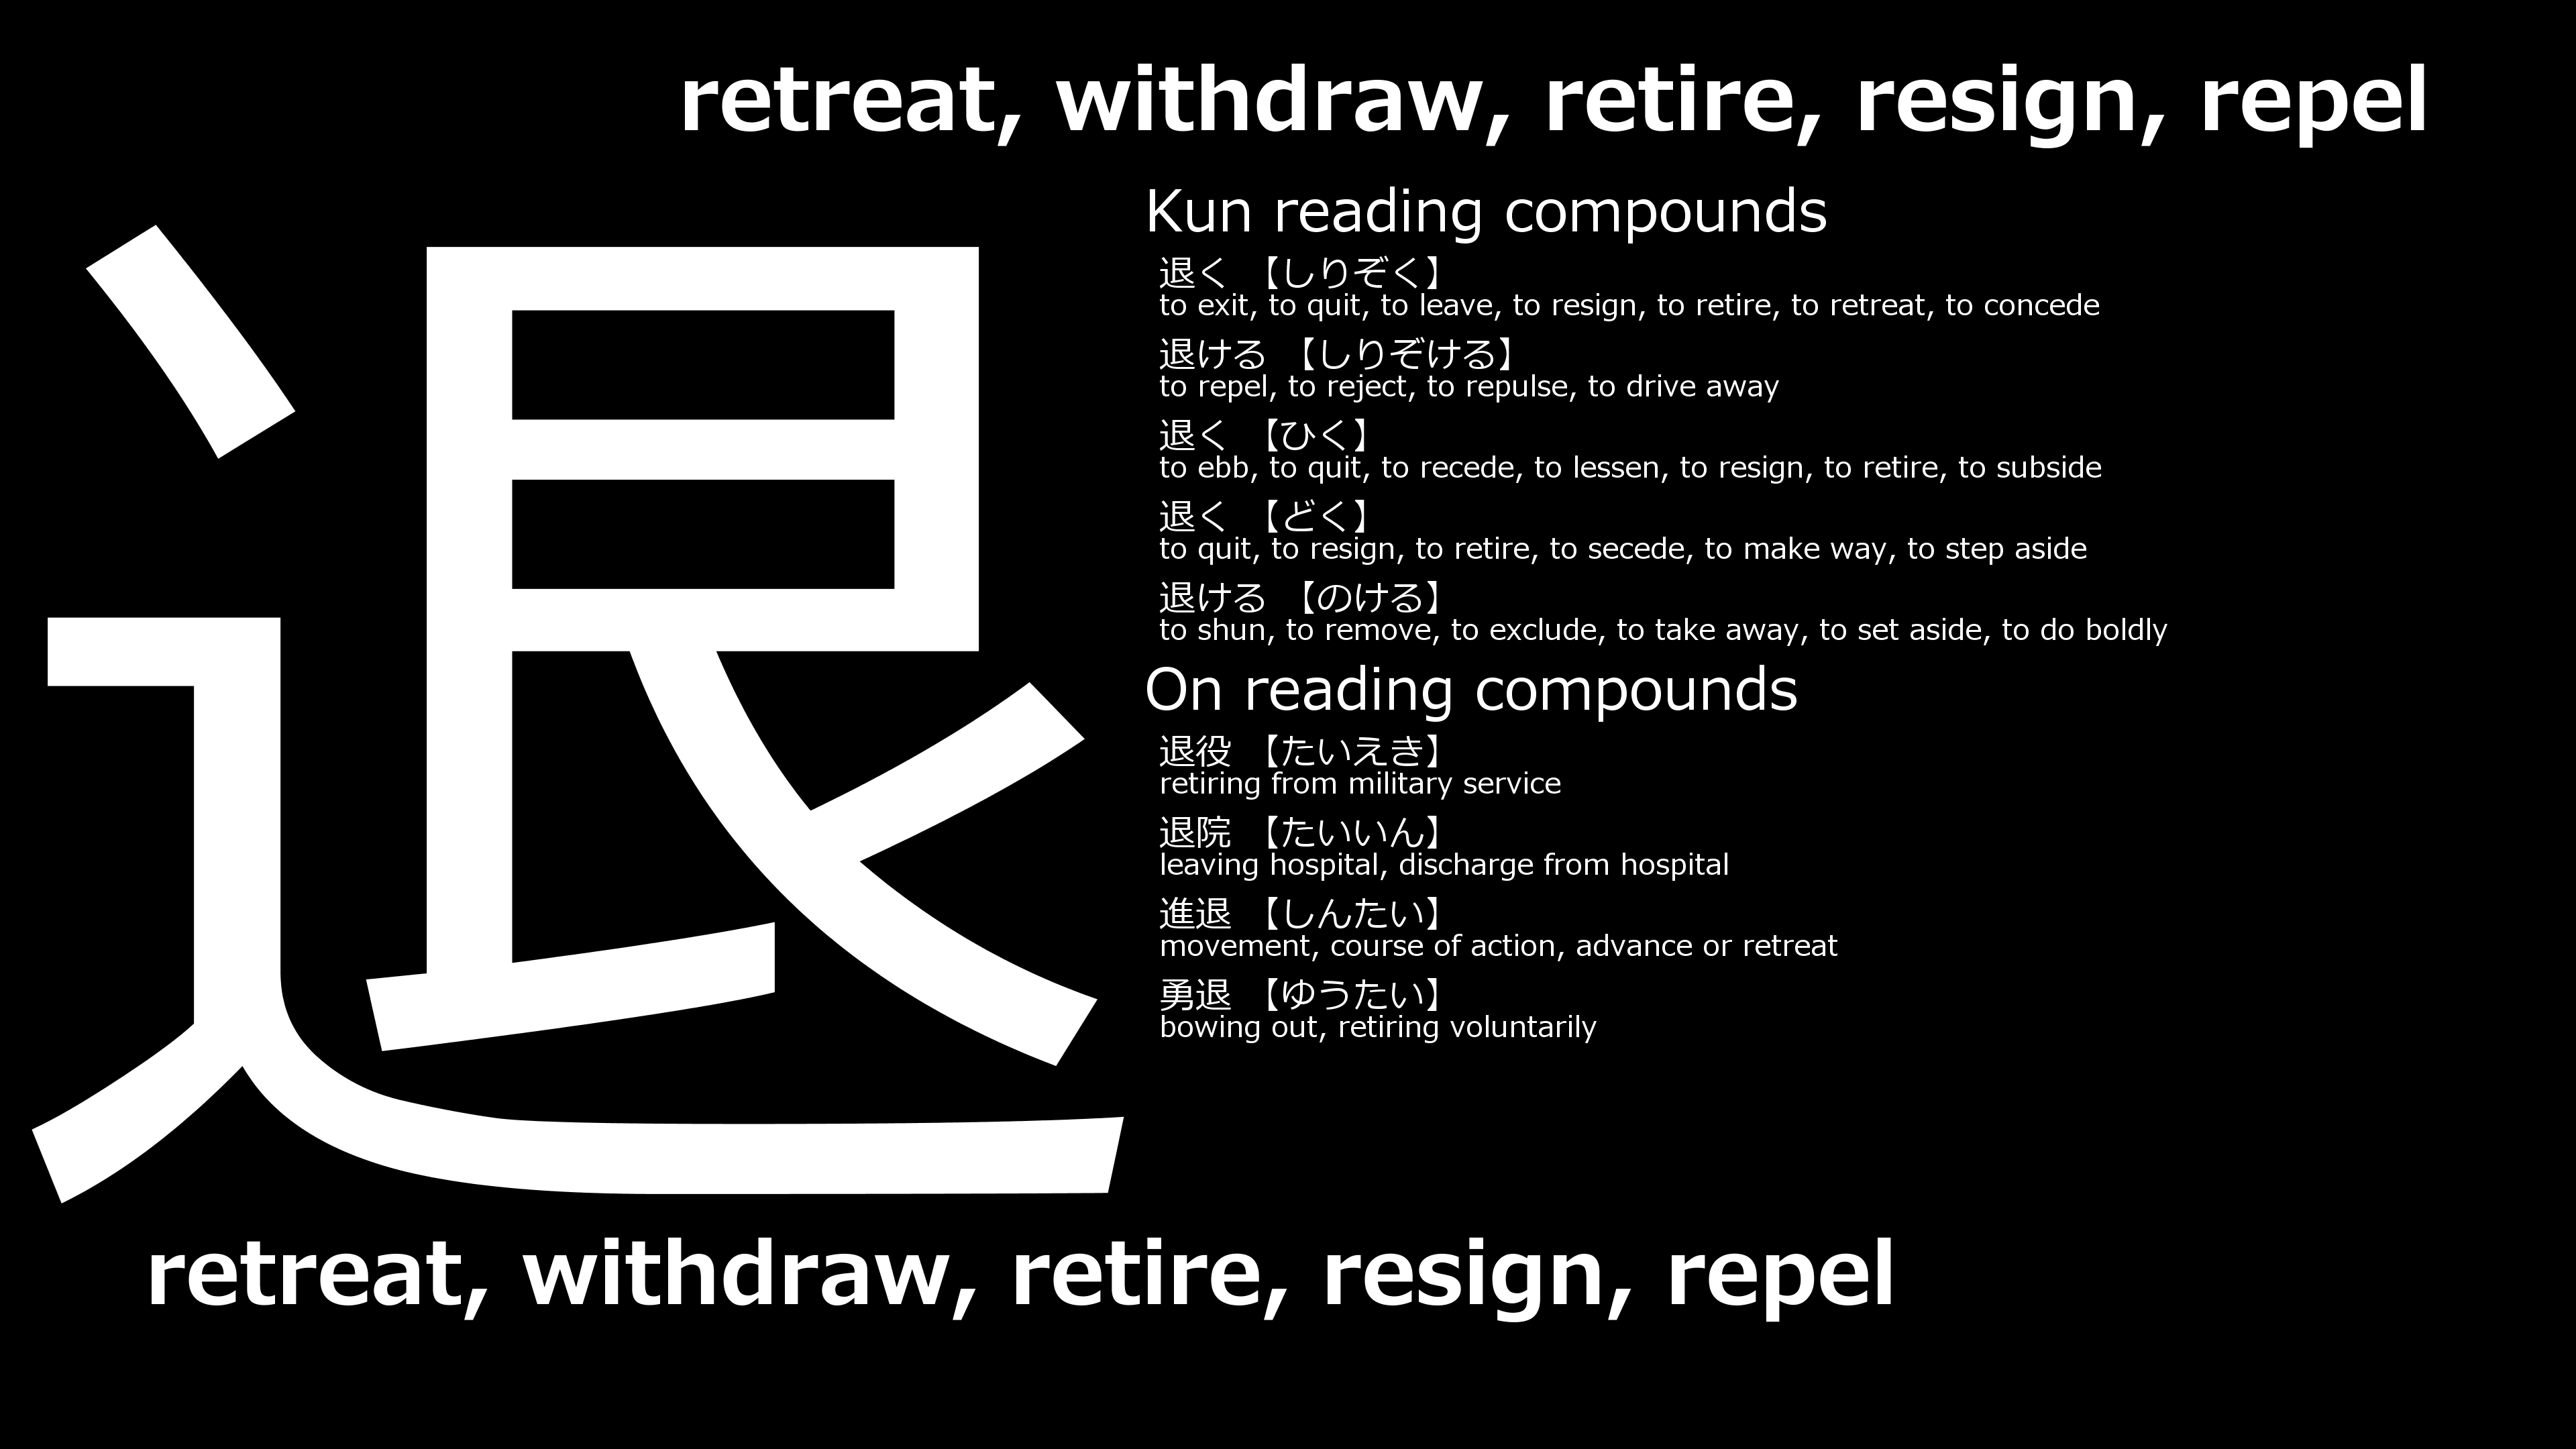 retreat, withdraw, retire, resign, repel
退
Kun reading compounds
退く 【しりぞく】
to exit, to quit, to leave, to resign, to retire, to retreat, to concede
退ける 【しりぞける】
to repel, to reject, to repulse, to drive away
退く 【ひく】
to ebb, to quit, to recede, to lessen, to resign, to retire, to subside
退く 【どく】
to quit, to resign, to retire, to secede, to make way, to step aside
退ける 【のける】
to shun, to remove, to exclude, to take away, to set aside, to do boldly
On reading compounds
退役 【たいえき】
retiring from military service
退院 【たいいん】
leaving hospital, discharge from hospital
進退 【しんたい】
movement, course of action, advance or retreat
勇退 【ゆうたい】
bowing out, retiring voluntarily
retreat, withdraw, retire, resign, repel